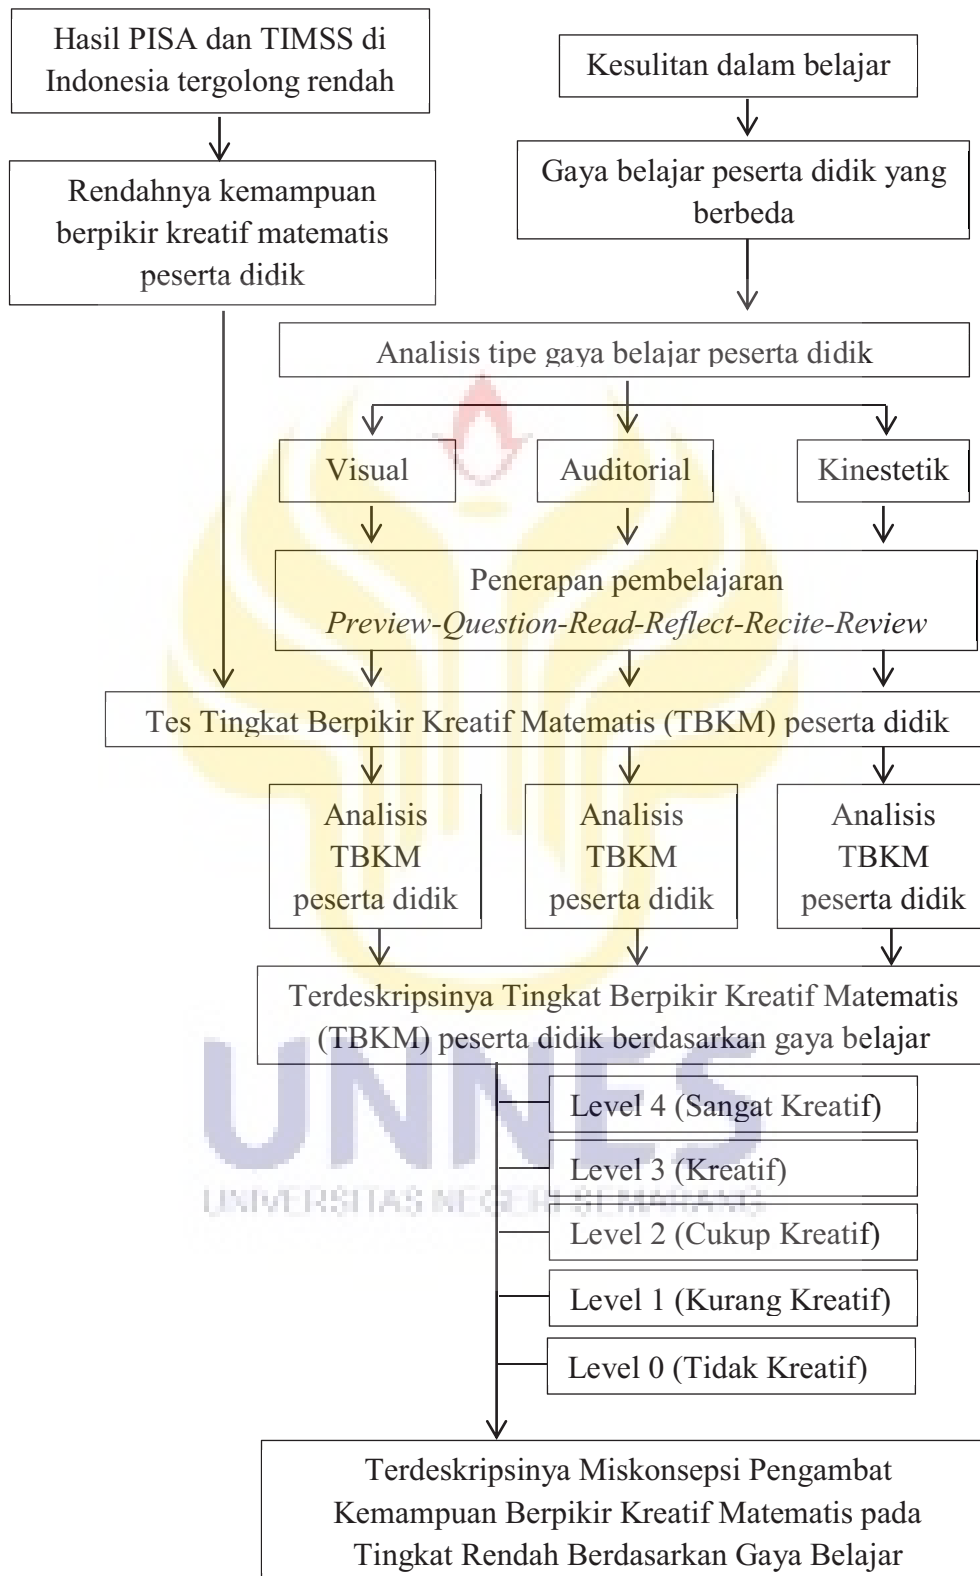 Hasil PISA dan TIMSS di
Indonesia tergolong rendah
Kesulitan dalam belajar
Rendahnya kemampuan
berpikir kreatif matematis
peserta didik
Gaya belajar peserta didik yang
berbeda
Analisis tipe gaya belajar peserta didik
Visual
Auditorial
Kinestetik
Penerapan pembelajaran
Preview-Question-Read-Reflect-Recite-Review
Tes Tingkat Berpikir Kreatif Matematis (TBKM) peserta didik
Analisis
TBKM
peserta didik
Analisis
TBKM
peserta didik
Analisis
TBKM
peserta didik
Terdeskripsinya Tingkat Berpikir Kreatif Matematis
(TBKM) peserta didik berdasarkan gaya belajar
UNNES
UNIVERSITAS NEGERI SEMARANG
Level 4 (Sangat Kreatif)
Level 3 (Kreatif)
Level 2 (Cukup Kreatif)
Level 1 (Kurang Kreatif)
Level 0 (Tidak Kreatif)
Terdeskripsinya Miskonsepsi Pengambat
Kemampuan Berpikir Kreatif Matematis pada
Tingkat Rendah Berdasarkan Gaya Belajar